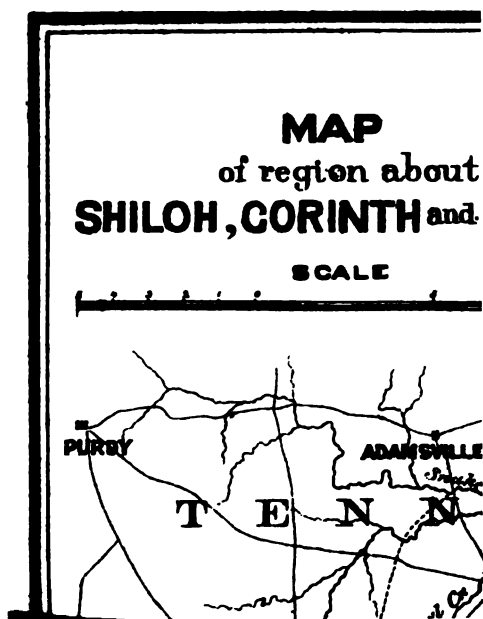 MAP
of region about
SHILOH, CORINTH and
SCALE
PURDY
ADAMSVILLE
T E N N